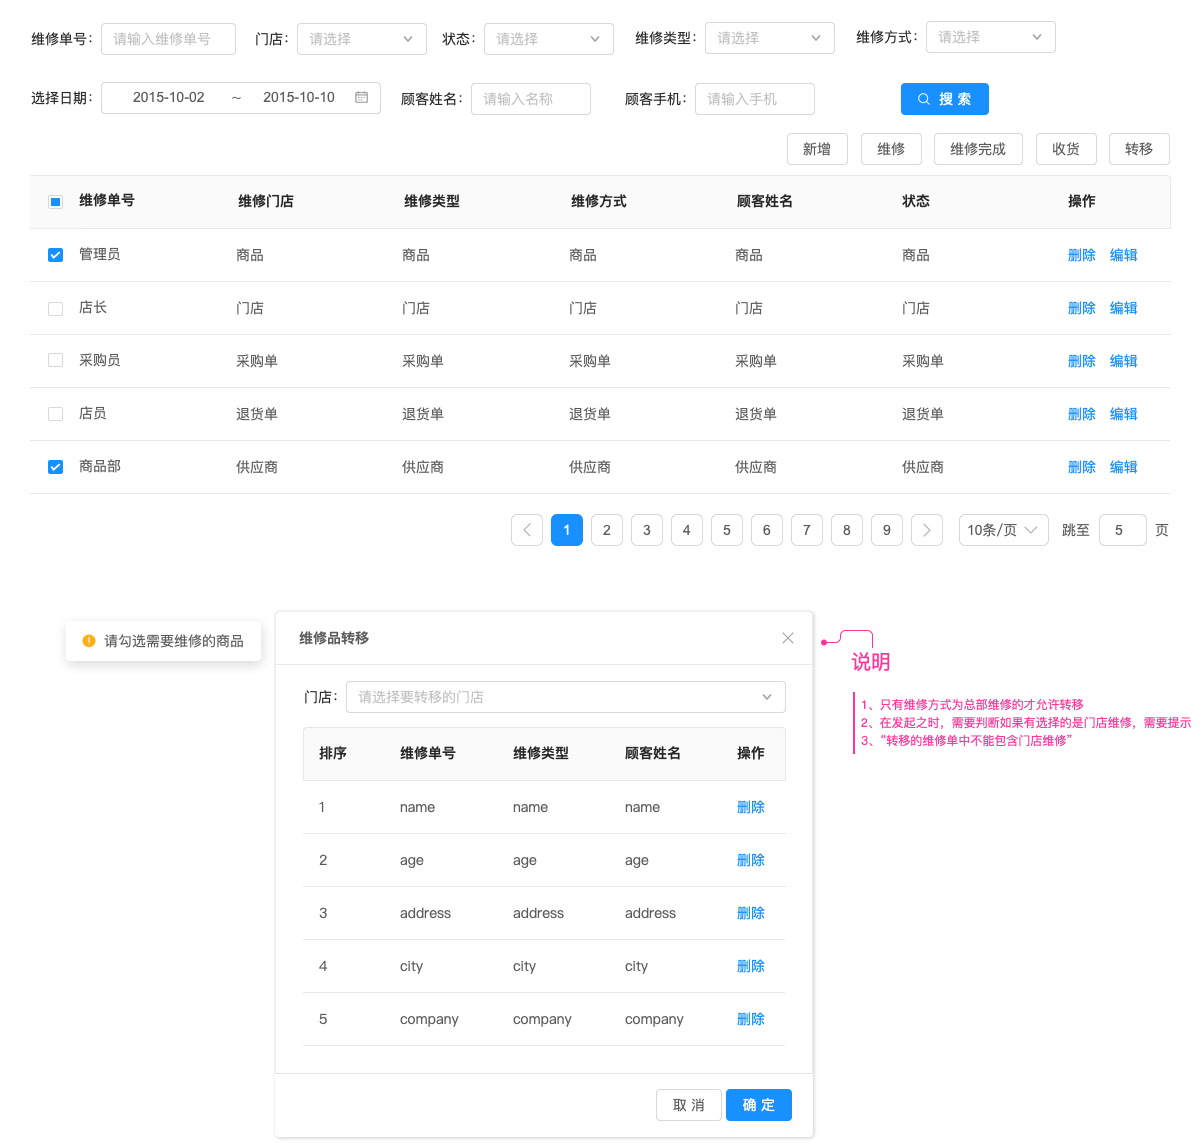 维修单号： 请输入维修单号 门店： 请选择 状态： 请选择 维修类型： 请选择 维修方式： 请选择
选择日期： 2015-10-02 ~ 2015-10-10 顾客姓名： 请输入名称 顾客手机： 请输入手机 搜 索
新增 维修 维修完成 收货 转移
维修单号 维修门店 维修类型 维修方式 顾客姓名 状态 操作
管理员 商品 商品 商品 商品 商品 删除 编辑
店长 门店 门店 门店 门店 门店 删除 编辑
采购员 采购单 采购单 采购单 采购单 采购单 删除 编辑
店员 退货单 退货单 退货单 退货单 退货单 删除 编辑
商品部 供应商 供应商 供应商 供应商 供应商 删除 编辑
1 2 3 4 5 6 7 8 9 10条/页 跳至 5 页
请勾选需要维修的商品
维修品转移
门店： 请选择要转移的门店
排序 维修单号 维修类型 顾客姓名 操作
1 name name name 删除
2 age age age 删除
3 address address address 删除
4 city city city 删除
5 company company company 删除
取 消 确 定
说明
1、只有维修方式为总部维修的才允许转移
2、在发起之时，需要判断如果有选择的是门店维修，需要提示
3、“转移的维修单中不能包含门店维修”